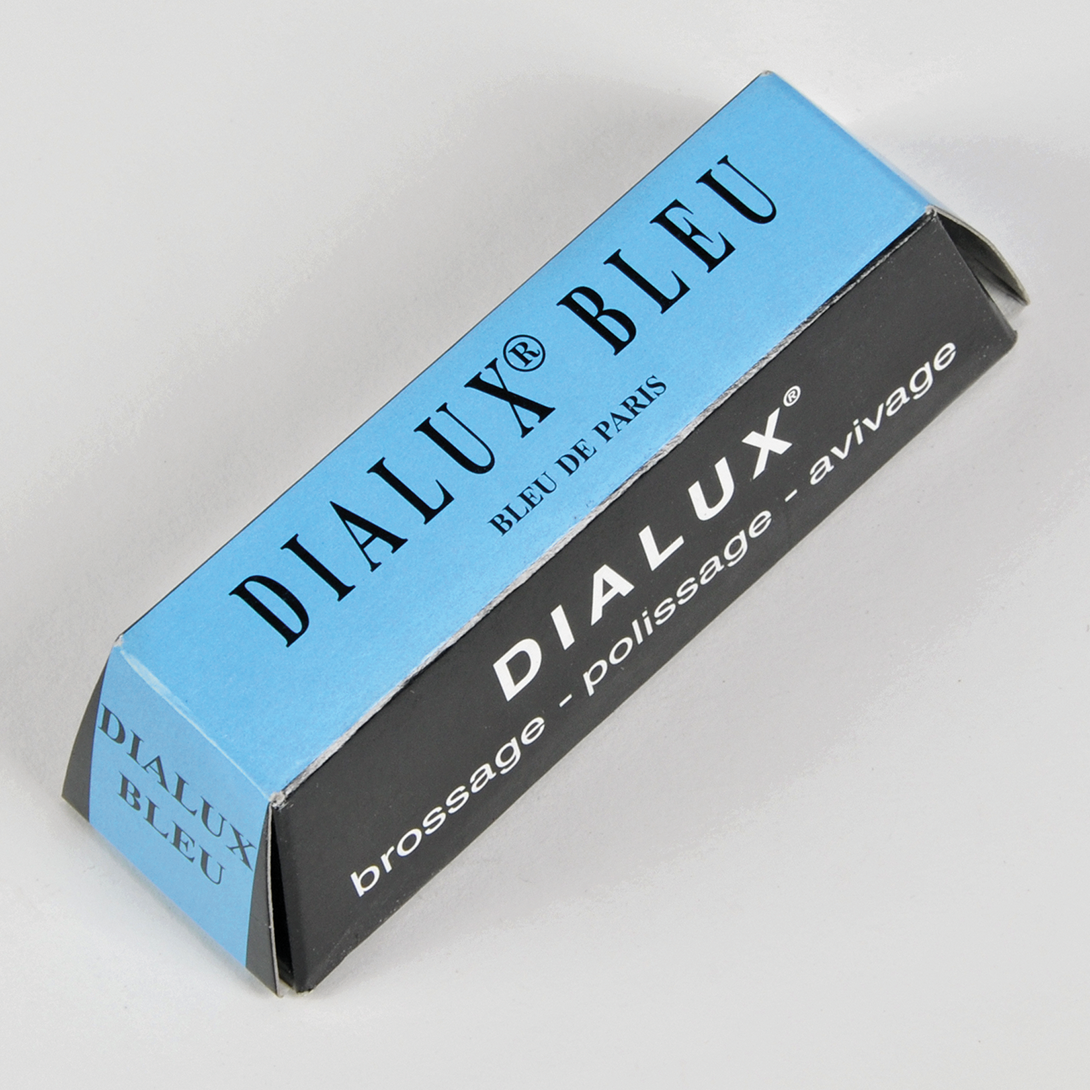 DIALUX® BLEU
BLEU DE PARIS
DIALUX®
brossage - polissage - avivage
DIALUX
BLEU